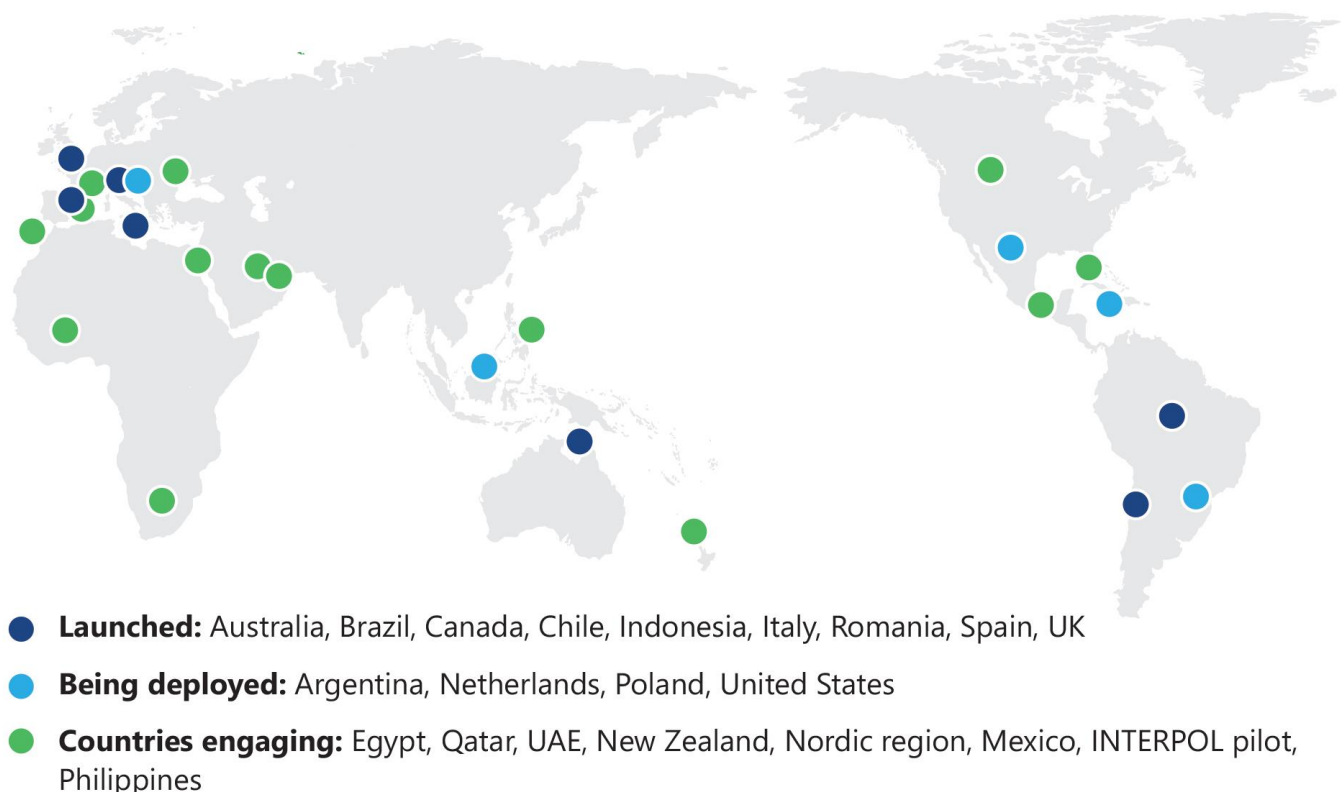 Launched: Australia, Brazil, Canada, Chile, Indonesia, Italy, Romania, Spain, UK
Being deployed: Argentina, Netherlands, Poland, United States
Countries engaging: Egypt, Qatar, UAE, New Zealand, Nordic region, Mexico, INTERPOL pilot,
Philippines